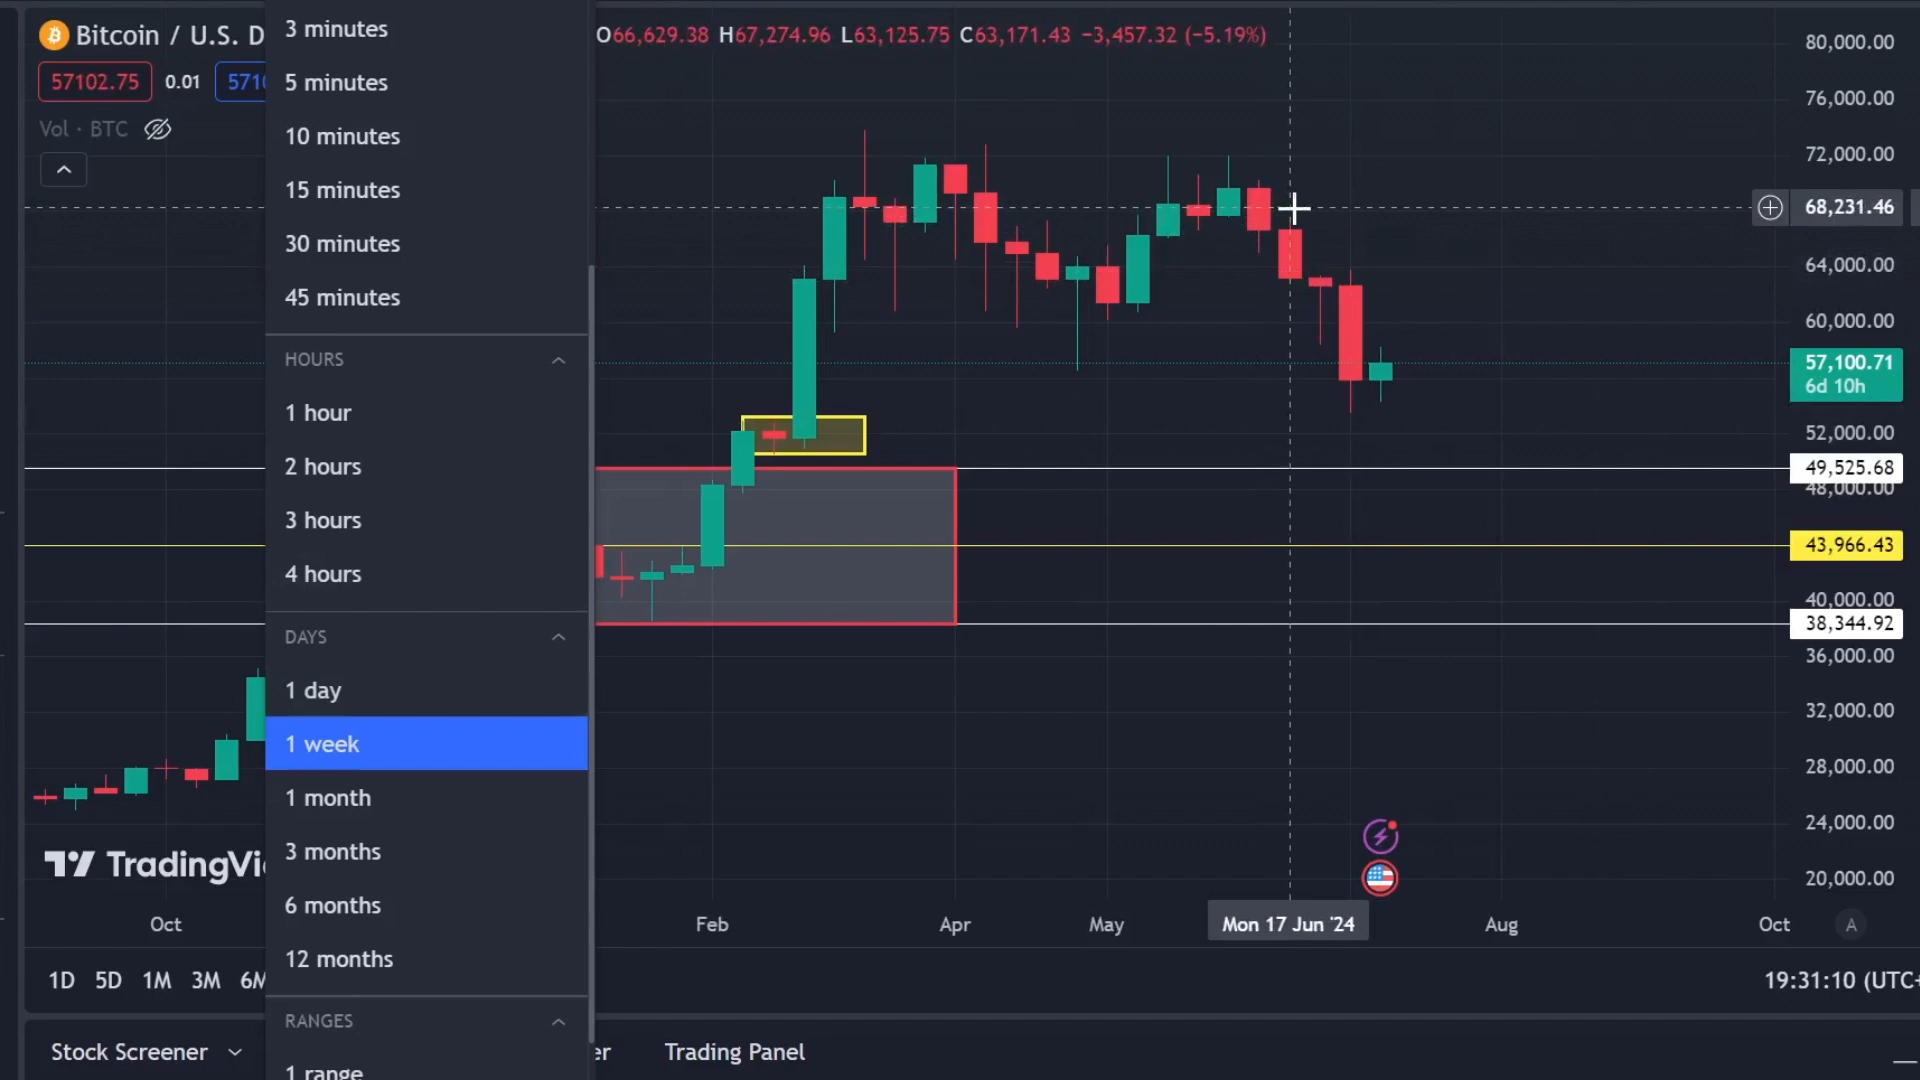 Bitcoin / U.S. D
O66,629.38 H67,274.96 L63,125.75 C63,171.43 −3,457.32 (−5.19%)
57102.75 0.01 5710
Vol · BTC
3 minutes
5 minutes
10 minutes
15 minutes
30 minutes
45 minutes
HOURS
1 hour
2 hours
3 hours
4 hours
DAYS
1 day
1 week
1 month
3 months
6 months
12 months
RANGES
1 range
80,000.00
76,000.00
72,000.00
68,231.46
64,000.00
60,000.00
57,100.71
6d 10h
52,000.00
49,525.68
48,000.00
43,966.43
40,000.00
38,344.92
36,000.00
32,000.00
28,000.00
24,000.00
20,000.00
TradingVi
Oct Feb Apr May Mon 17 Jun '24 Aug Oct A
1D 5D 1M 3M 6M
19:31:10 (UTC+
Stock Screener er Trading Panel